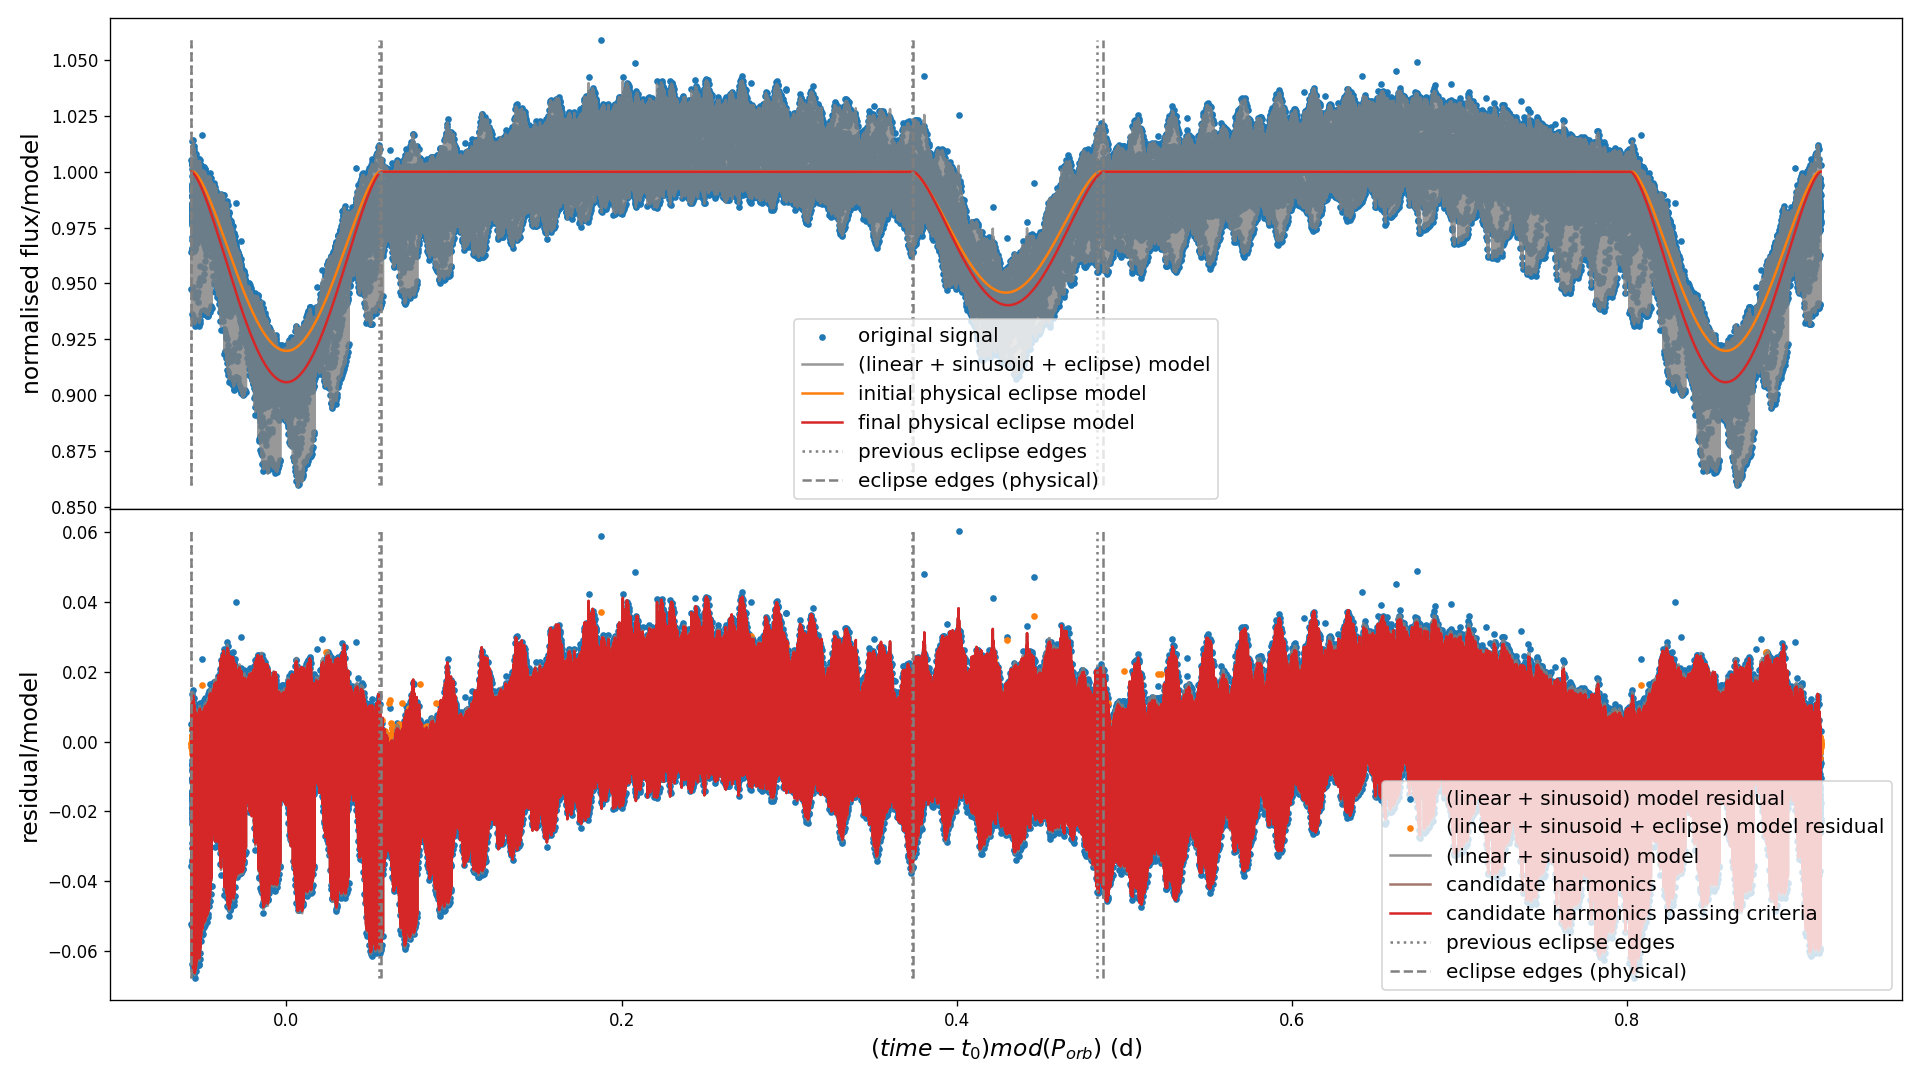 normalised flux/model
1.050
1.025
1.000
0.975
0.950
0.925
0.900
0.875
0.850
original signal
(linear + sinusoid + eclipse) model
initial physical eclipse model
final physical eclipse model
previous eclipse edges
eclipse edges (physical)
residual/model
0.06
0.04
0.02
0.00
−0.02
−0.04
−0.06
(linear + sinusoid) model residual
(linear + sinusoid + eclipse) model residual
(linear + sinusoid) model
candidate harmonics
candidate harmonics passing criteria
previous eclipse edges
eclipse edges (physical)
0.0 0.2 0.4 0.6 0.8
(time − t₀)mod(P_orb) (d)